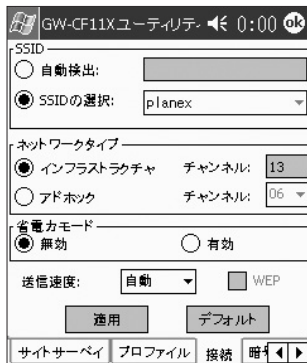 GW-CF11Xユーティリテ・ 0:00 ok
SSID
自動検出:
SSIDの選択: planex
ネットワークタイプ
インフラストラクチャ チャンネル: 13
アドホック チャンネル: 06
省電力モード
無効 有効
送信速度: 自動 WEP
適用 デフォルト
サイトサーベイ プロファイル 接続